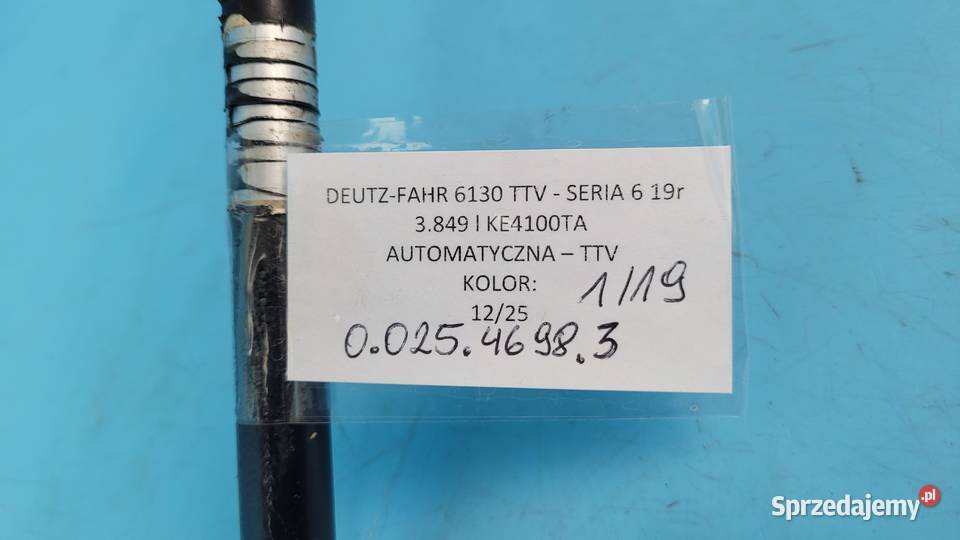 DEUTZ-FAHR 6130 TTV - SERIA 6 19r
3.849 l KE4100TA
AUTOMATYCZNA – TTV
KOLOR:
1/19
12/25
0.025.4698.3
Sprzedajemy.pl